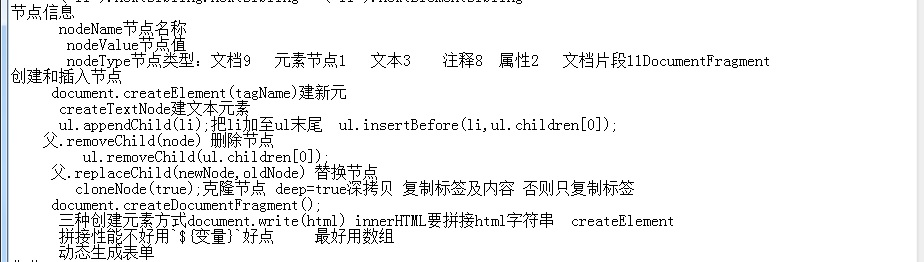 节点信息
nodeName节点名称
nodeValue节点值
nodeType节点类型: 文档9 元素节点1 文本3 注释8 属性2 文档片段11DocumentFragment
创建和插入节点
document.createElement(tagName)建新元
createTextNode建文本元素
ul.appendChild(li);把li加至ul末尾 ul.insertBefore(li,ul.children[0]);
父.removeChild(node) 删除节点
ul.removeChild(ul.children[0]);
父.replaceChild(newNode,oldNode) 替换节点
cloneNode(true);克隆节点 deep=true深拷贝 复制标签及内容 否则只复制标签
document.createDocumentFragment();
三种创建元素方式document.write(html) innerHTML要拼接html字符串 createElement
拼接性能不好用`${变量}`好点 最好用数组
动态生成表单